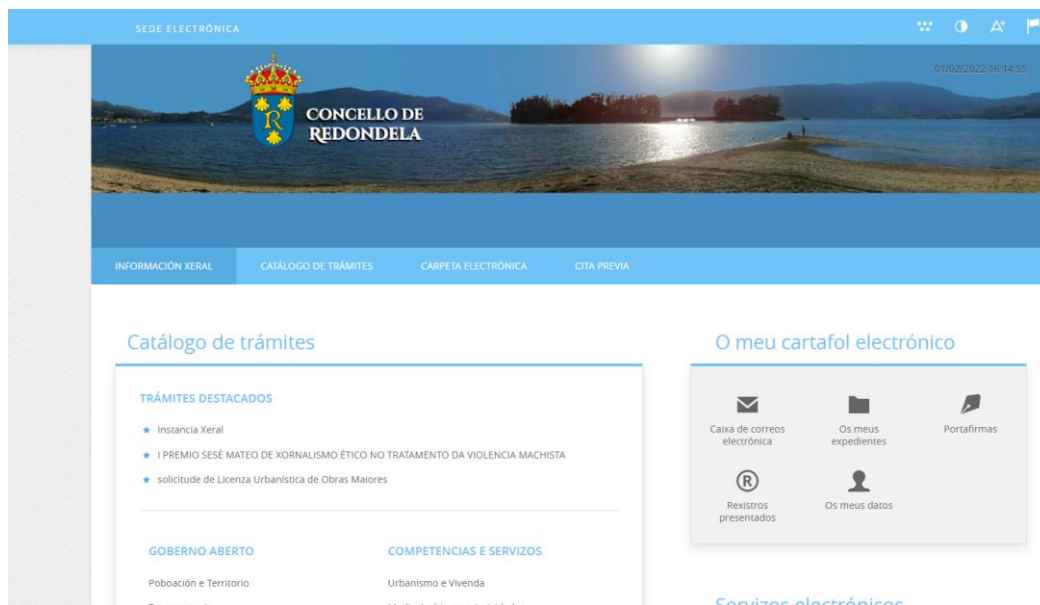 SEDE ELECTRÓNICA
01/02/2022 16:14:55
CONCELLO DE
REDONDELA
INFORMACIÓN XERAL
CATÁLOGO DE TRÁMITES
CARPETA ELECTRÓNICA
CITA PREVIA
Catálogo de trámites
TRÁMITES DESTACADOS
Instancia Xeral
I PREMIO SESÉ MATEO DE XORNALISMO ÉTICO NO TRATAMENTO DA VIOLENCIA MACHISTA
solicitude de Licenza Urbanística de Obras Maiores
GOBERNO ABERTO
Poboación e Territorio
COMPETENCIAS E SERVIZOS
Urbanismo e Vivenda
O meu cartafol electrónico
Caixa de correos
electrónica
Os meus
expedientes
Portafirmas
Rexistros
presentados
Os meus datos
Servizos electrónicos